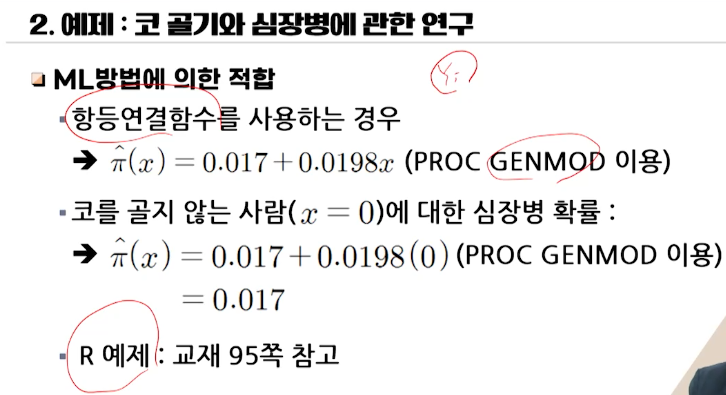 2. 예제 : 코 골기와 심장병에 관한 연구
ML방법에 의한 적합
Yi
▪항등연결함수를 사용하는 경우
➔ π̂(x) = 0.017+0.0198x (PROC GENMOD 이용)
▪코를 골지 않는 사람(x = 0)에 대한 심장병 확률 :
➔ π̂(x) = 0.017+0.0198(0) (PROC GENMOD 이용)
= 0.017
▪ R 예제 : 교재 95쪽 참고